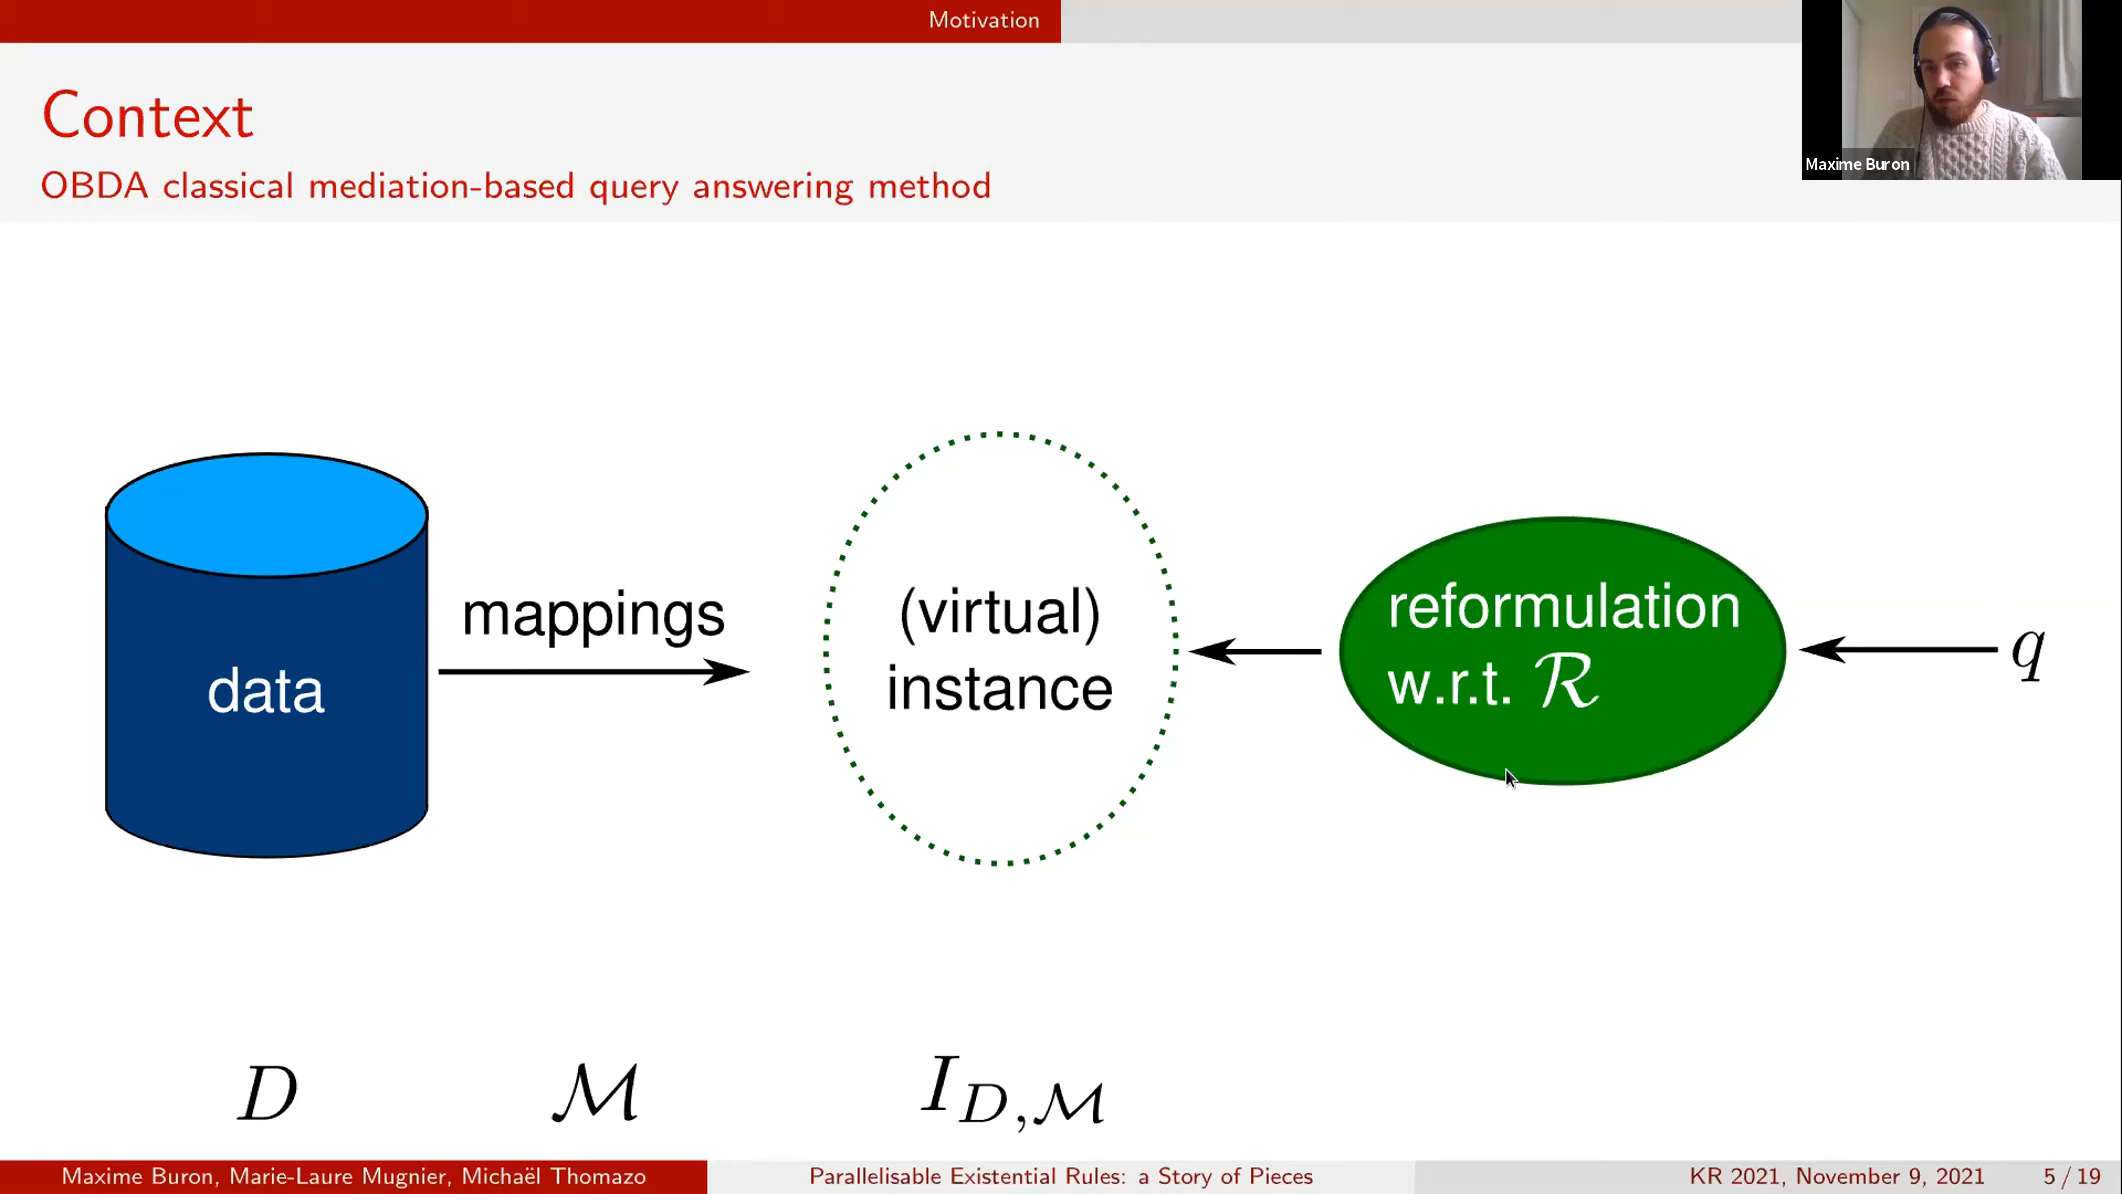 Motivation
Context
OBDA classical mediation-based query answering method
Maxime Buron
data
mappings
(virtual)
instance
reformulation
w.r.t. ℛ
q
D
ℳ
I_{D,ℳ}
Maxime Buron, Marie-Laure Mugnier, Michaël Thomazo
Parallelisable Existential Rules: a Story of Pieces
KR 2021, November 9, 2021
5 / 19